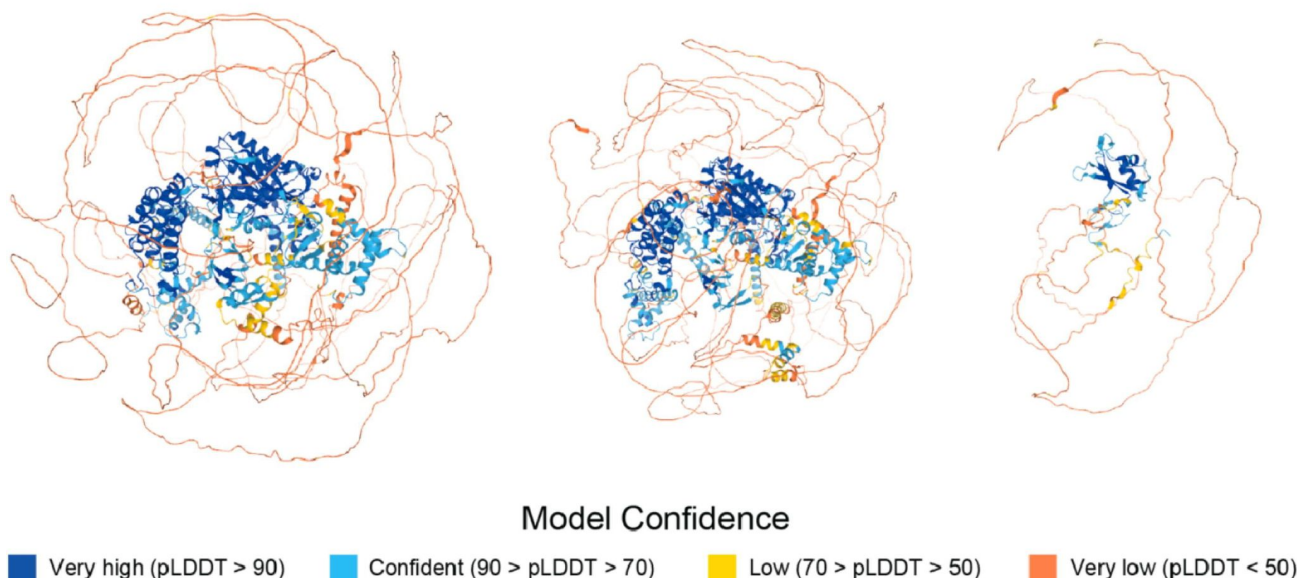 Model Confidence
Very high (pLDDT > 90) Confident (90 > pLDDT > 70) Low (70 > pLDDT > 50) Very low (pLDDT < 50)